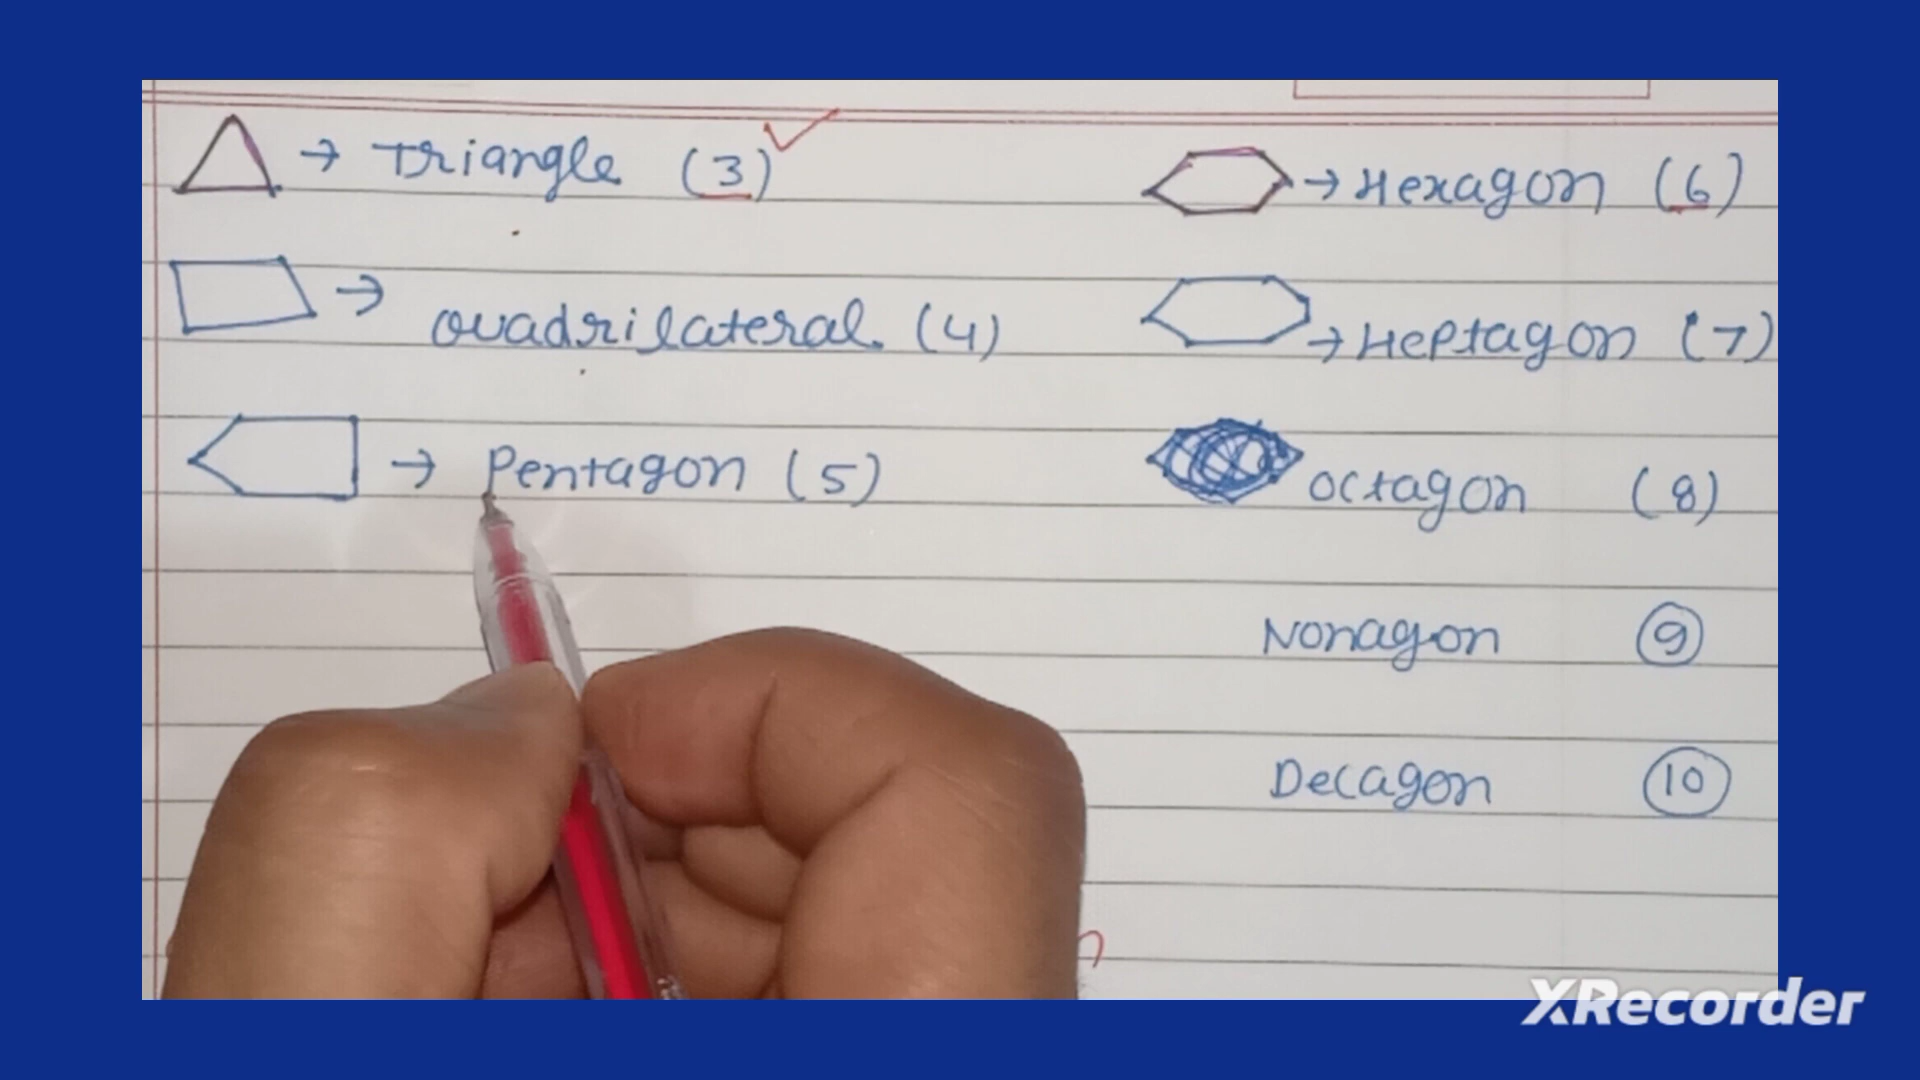 → Triangle (3) ✓
→ Quadrilateral. (4)
→ Pentagon (5)
→ Hexagon (6)
→ Heptagon (7)
octagon (8)
Nonagon 9
Decagon 10
XRecorder